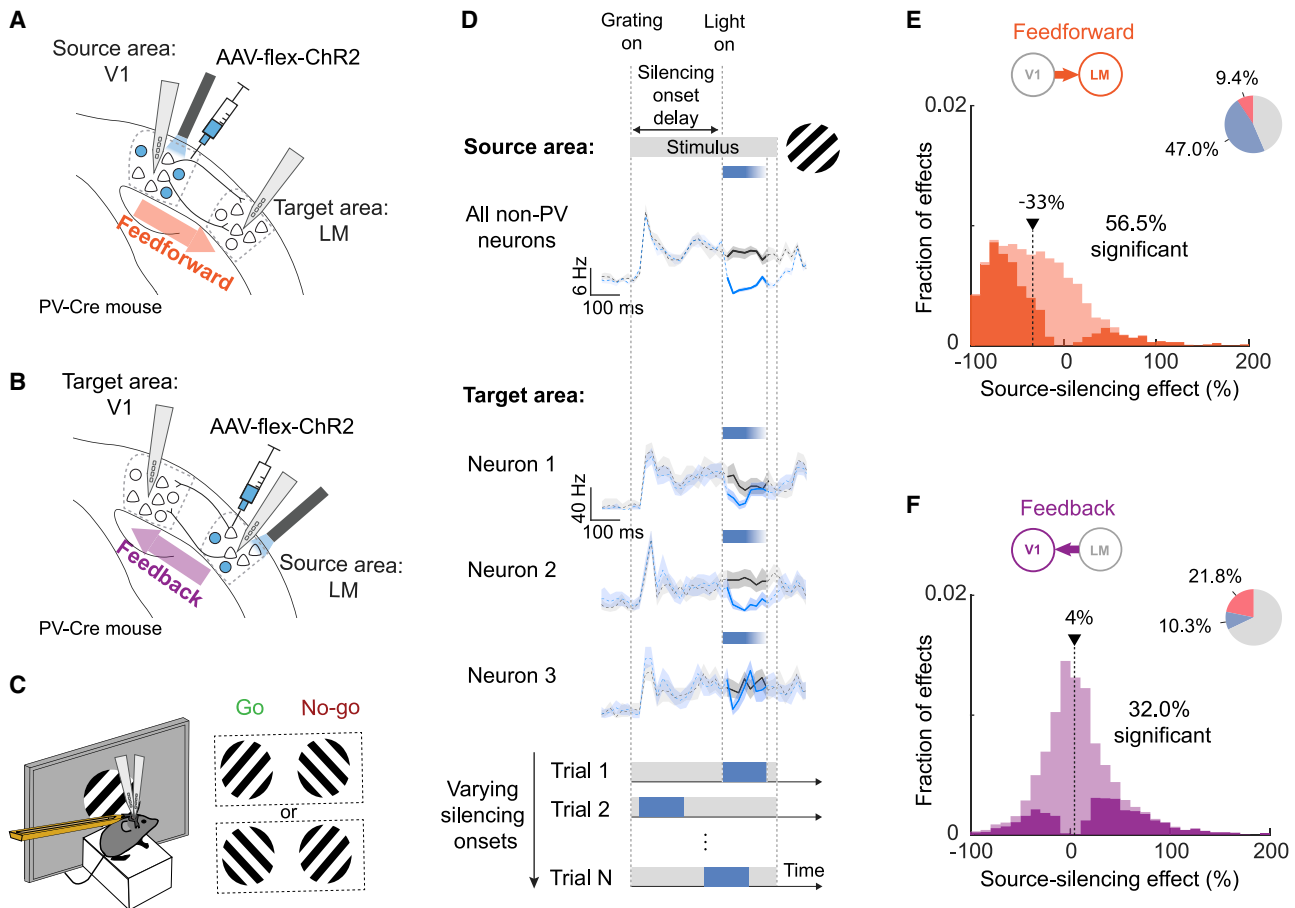 A
Source area:
V1
AAV-flex-ChR2
Target area:
LM
Feedforward
PV-Cre mouse
B
Target area:
V1
AAV-flex-ChR2
Source area:
LM
Feedback
PV-Cre mouse
C
Go
No-go
or
D
Grating
on
Light
on
Silencing
onset
delay
Source area:
Stimulus
All non-PV
neurons
6 Hz
100 ms
Target area:
Neuron 1
40 Hz
100 ms
Neuron 2
Neuron 3
Varying
silencing
onsets
Trial 1
Trial 2
⋮
Trial N
Time
E
Feedforward
V1
LM
9.4%
47.0%
0.02
-33%
56.5%
significant
Fraction of effects
0
-100
0
100
200
Source-silencing effect (%)
F
Feedback
V1
LM
21.8%
10.3%
0.02
4%
32.0%
significant
Fraction of effects
0
-100
0
100
200
Source-silencing effect (%)